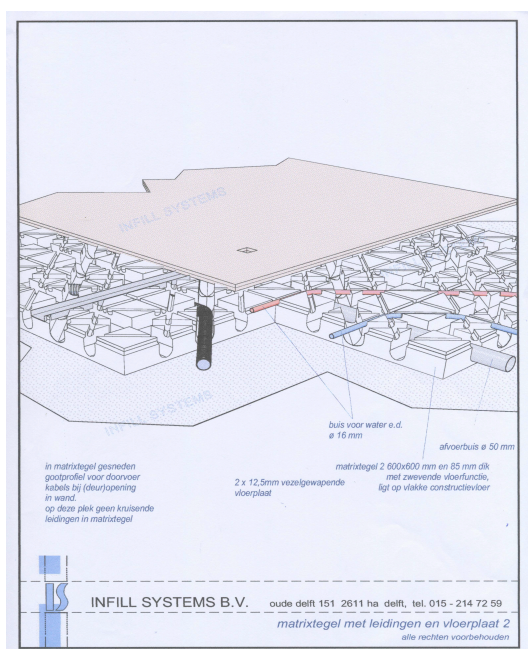 INFILL SYSTEMS
INFILL SYSTEMS
buis voor water e.d.
ø 16 mm
afvoerbuis ø 50 mm
in matrixtegel gesneden
gootprofiel voor doorvoer
kabels bij (deur)opening
in wand.
op deze plek geen kruisende
leidingen in matrixtegel
2 x 12,5mm vezelgewapende
vloerplaat
matrixtegel 2 600x600 mm en 85 mm dik
met zwevende vloerfunctie,
ligt op vlakke constructievloer
IS
INFILL SYSTEMS B.V. oude delft 151 2611 ha delft, tel. 015 - 214 72 59
matrixtegel met leidingen en vloerplaat 2
alle rechten voorbehouden